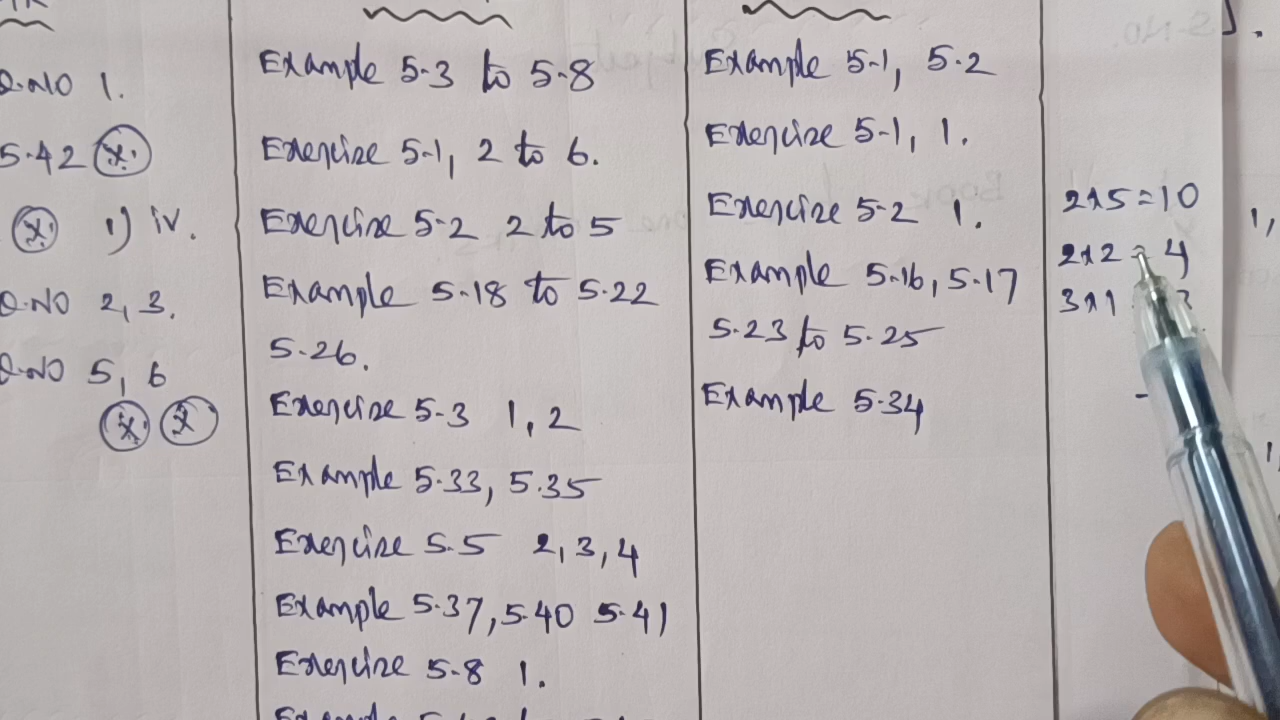 Q.NO 1.
5.42 (*)
(*) 1) iv.
Q.NO 2, 3.
Q.NO 5, 6
(*) (*)
Example 5.3 to 5.8
Exercise 5.1, 2 to 6.
Exercise 5.2 2 to 5
Example 5.18 to 5.22
5.26.
Exercise 5.3 1, 2
Example 5.33, 5.35
Exercise 5.5 2, 3, 4
Example 5.37, 5.40 5.41
Exercise 5.8 1.
Example 5.1, 5.2
Exercise 5.1, 1.
Exercise 5.2 1.
Example 5.16, 5.17
5.23 to 5.25
Example 5.34
2x5=10
2x2=4
3x1 3